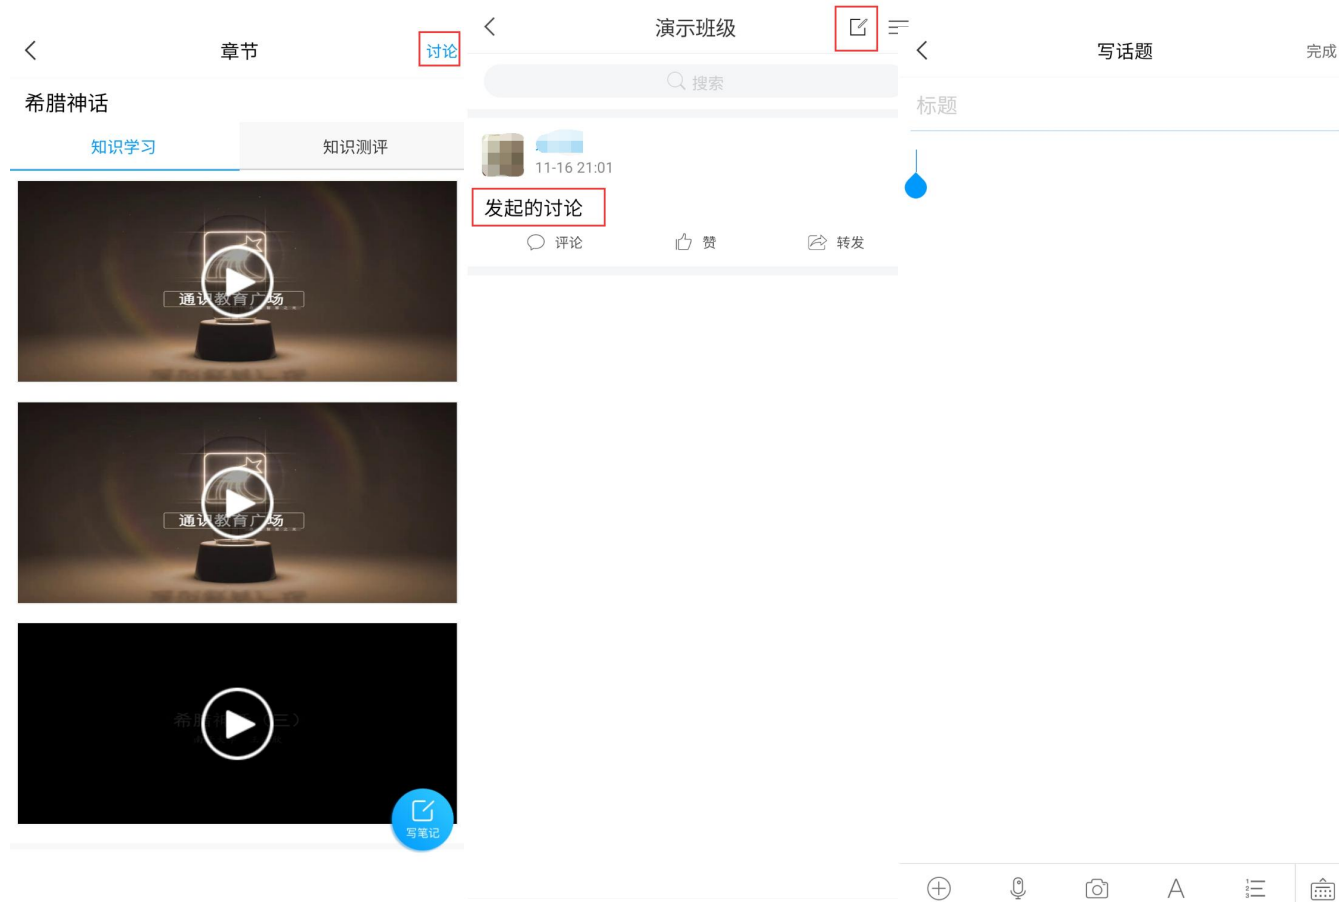 章节
讨论
希腊神话
知识学习
知识测评
通识教育广场
通识教育广场
写笔记
演示班级
搜索
11-16 21:01
发起的讨论
评论
赞
转发
写话题
完成
标题